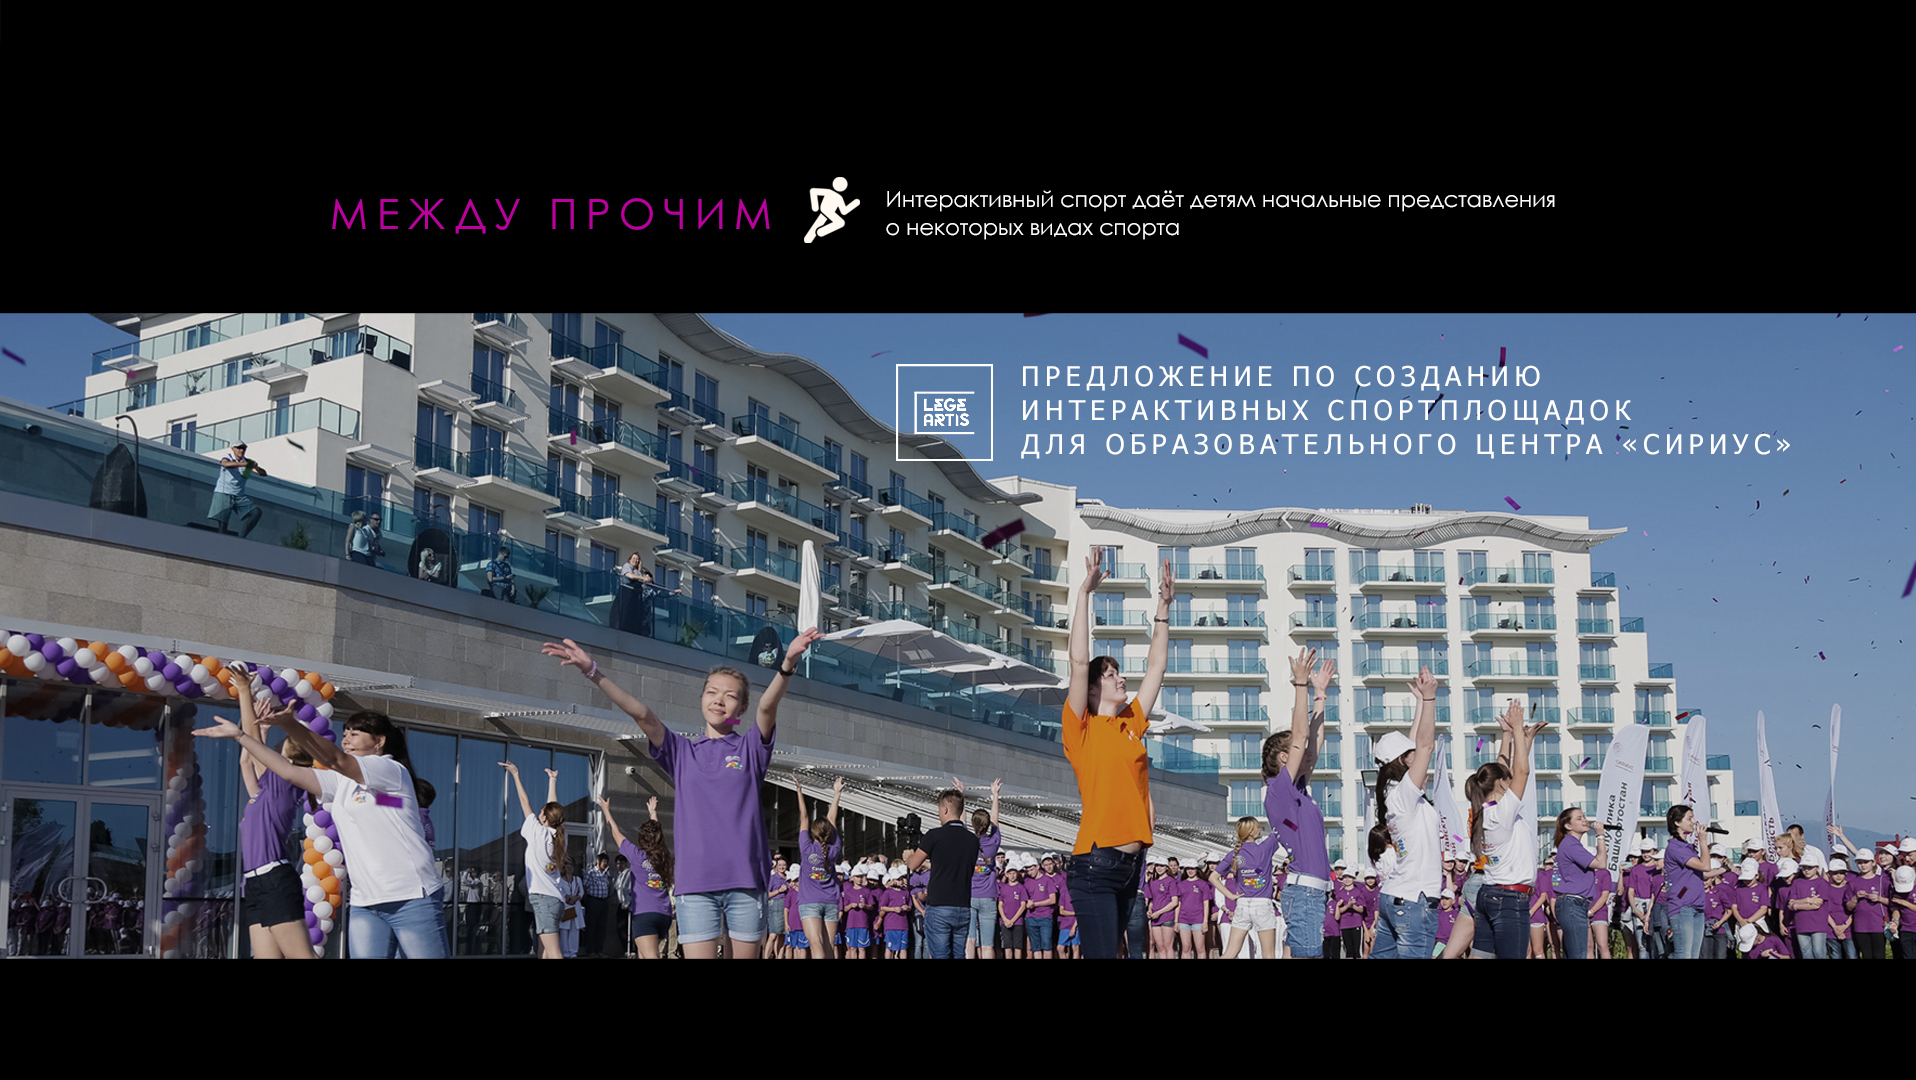 МЕЖДУ ПРОЧИМ
Интерактивный спорт даёт детям начальные представления
о некоторых видах спорта
LEGE
ARTIS
ПРЕДЛОЖЕНИЕ ПО СОЗДАНИЮ
ИНТЕРАКТИВНЫХ СПОРТПЛОЩАДОК
ДЛЯ ОБРАЗОВАТЕЛЬНОГО ЦЕНТРА «СИРИУС»
Башкортостан